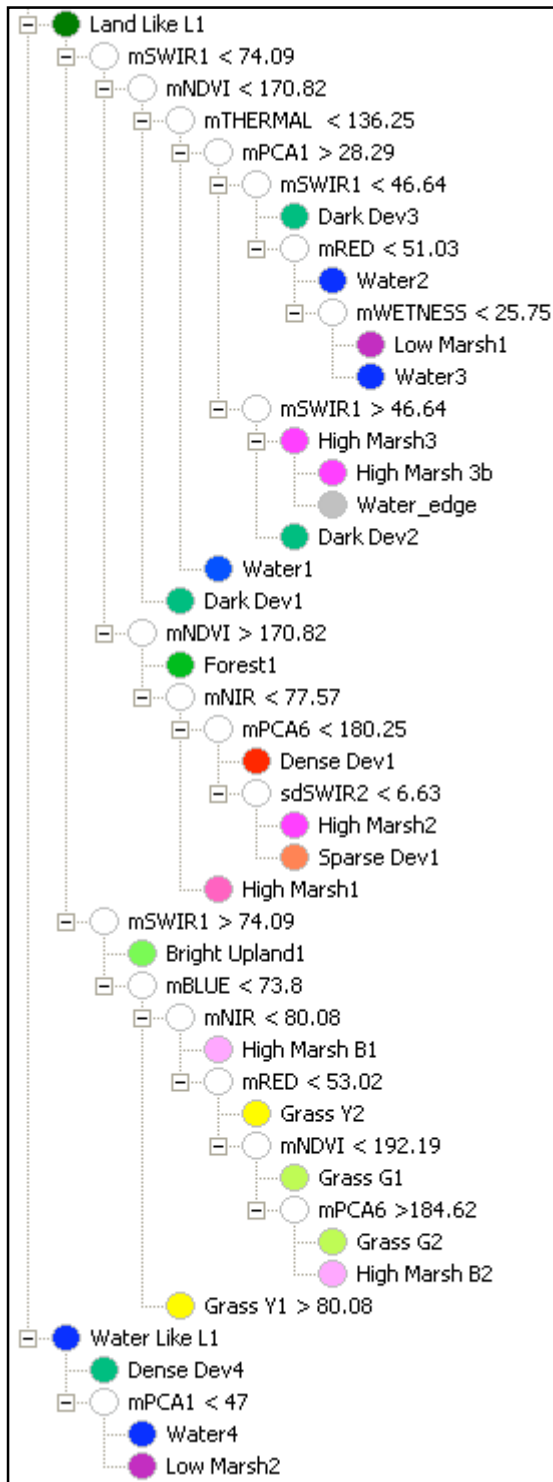 Land Like L1
mSWIR1 < 74.09
mNDVI < 170.82
mTHERMAL < 136.25
mPCA1 > 28.29
mSWIR1 < 46.64
Dark Dev3
mRED < 51.03
Water2
mWETNESS < 25.75
Low Marsh1
Water3
mSWIR1 > 46.64
High Marsh3
High Marsh 3b
Water_edge
Dark Dev2
Water1
Dark Dev1
mNDVI > 170.82
Forest1
mNIR < 77.57
mPCA6 < 180.25
Dense Dev1
sdSWIR2 < 6.63
High Marsh2
Sparse Dev1
High Marsh1
mSWIR1 > 74.09
Bright Upland1
mBLUE < 73.8
mNIR < 80.08
High Marsh B1
mRED < 53.02
Grass Y2
mNDVI < 192.19
Grass G1
mPCA6 >184.62
Grass G2
High Marsh B2
Grass Y1 > 80.08
Water Like L1
Dense Dev4
mPCA1 < 47
Water4
Low Marsh2